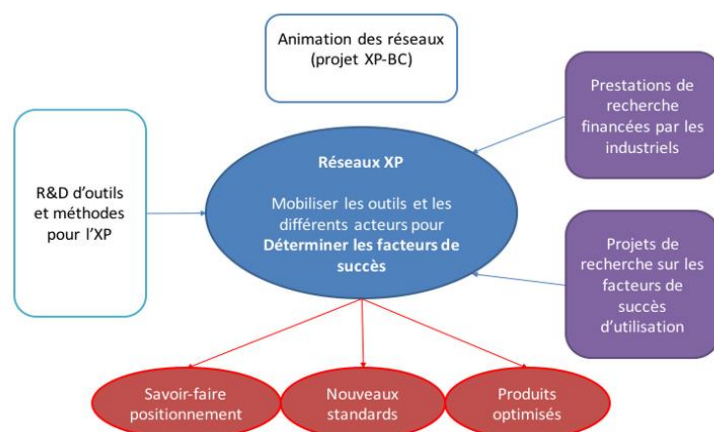 Animation des réseaux
(projet XP-BC)
Prestations de
recherche
financées par les
industriels
R&D d'outils
et méthodes
pour l'XP
Réseaux XP
Mobiliser les outils et les
différents acteurs pour
Déterminer les facteurs de
succès
Projets de
recherche sur les
facteurs de
succès
d'utilisation
Savoir-faire
positionnement
Nouveaux
standards
Produits
optimisés